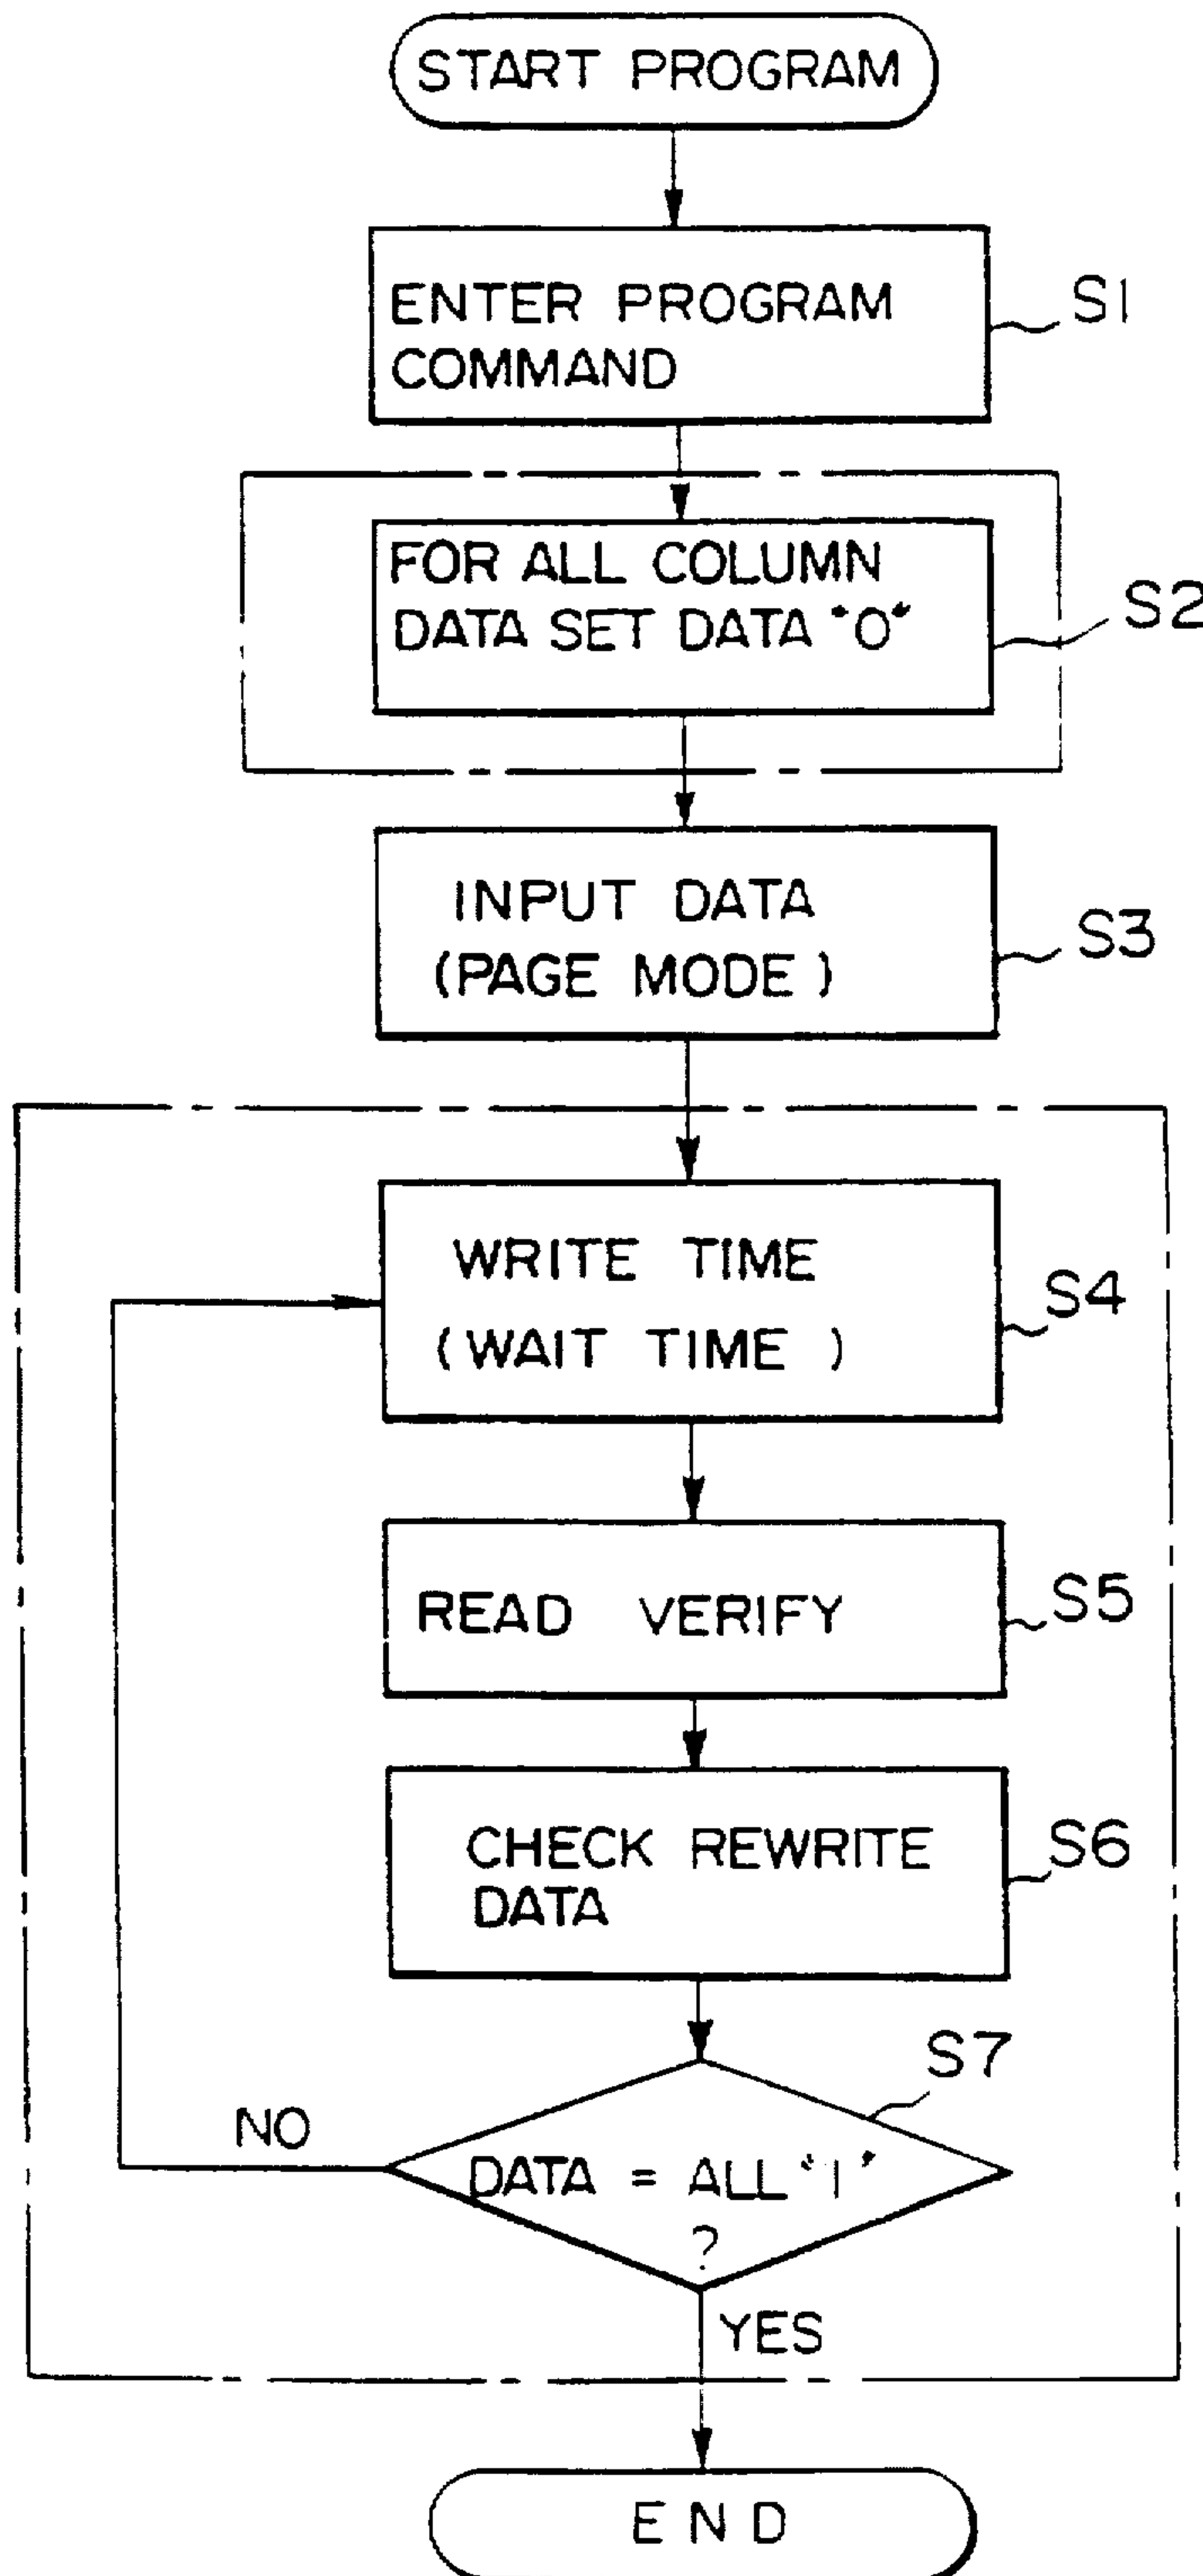 START PROGRAM
ENTER PROGRAM
COMMAND
S1
FOR ALL COLUMN
DATA SET DATA "0"
S2
INPUT DATA
(PAGE MODE)
S3
WRITE TIME
(WAIT TIME)
S4
READ VERIFY
S5
CHECK REWRITE
DATA
S6
S7
NO
DATA = ALL "1"
?
YES
END